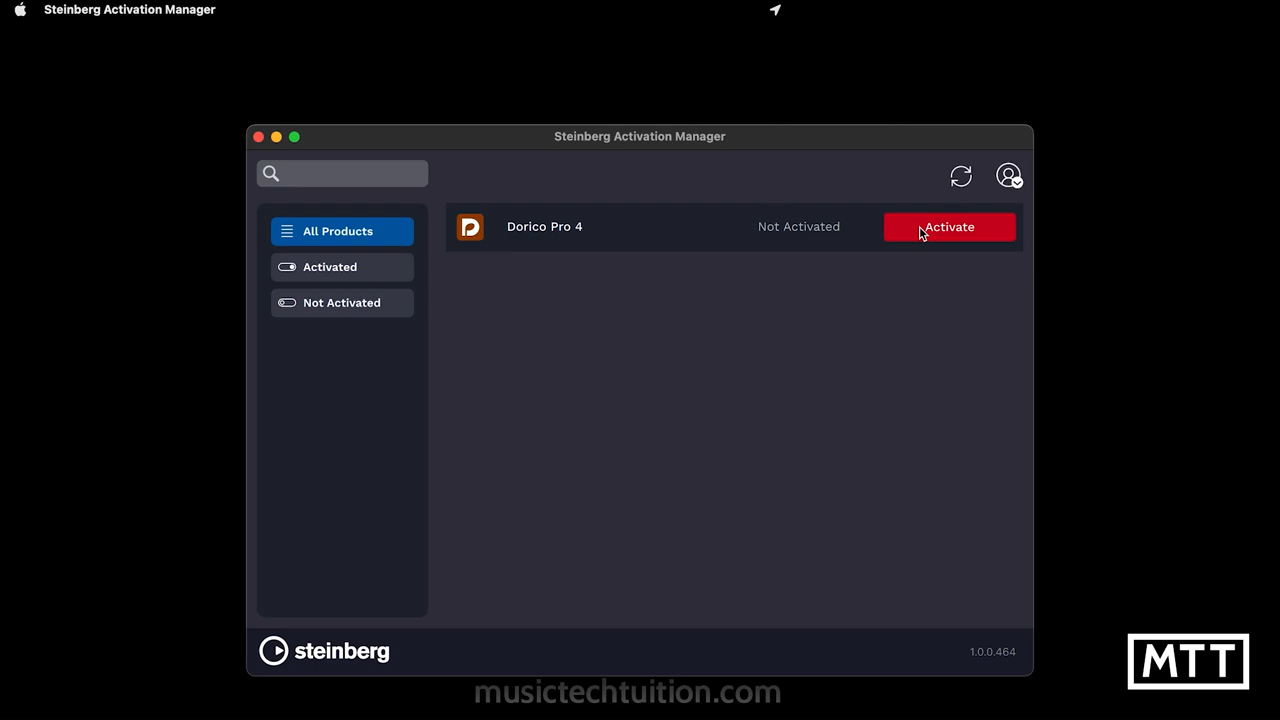 Steinberg Activation Manager
Steinberg Activation Manager
All Products
Activated
Not Activated
Dorico Pro 4
Not Activated
Activate
steinberg
1.0.0.464
MTT
musictechtuition.com